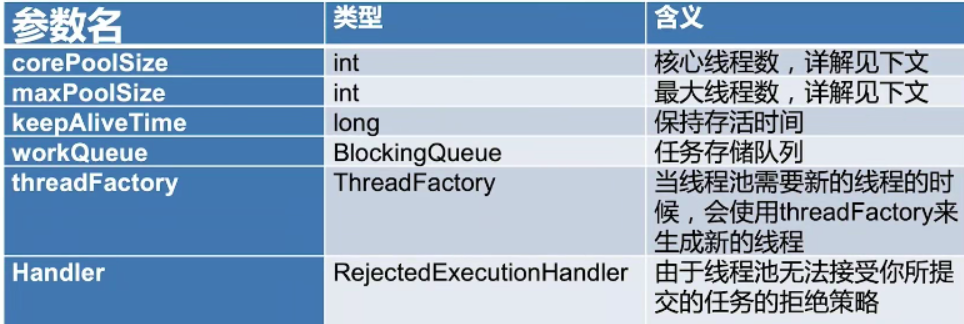 参数名 类型 含义
corePoolSize int 核心线程数，详解见下文
maxPoolSize int 最大线程数，详解见下文
keepAliveTime long 保持存活时间
workQueue BlockingQueue 任务存储队列
threadFactory ThreadFactory 当线程池需要新的线程的时
候，会使用threadFactory来
生成新的线程
Handler RejectedExecutionHandler 由于线程池无法接受你所提
交的任务的拒绝策略